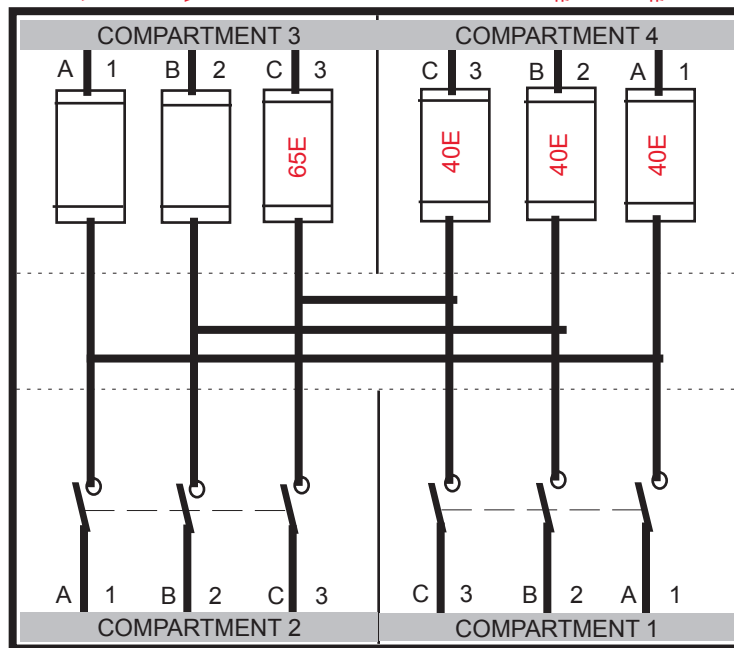 COMPARTMENT 3 COMPARTMENT 4
A 1 B 2 C 3 C 3 B 2 A 1
65E 40E 40E 40E
A 1 B 2 C 3 C 3 B 2 A 1
COMPARTMENT 2 COMPARTMENT 1